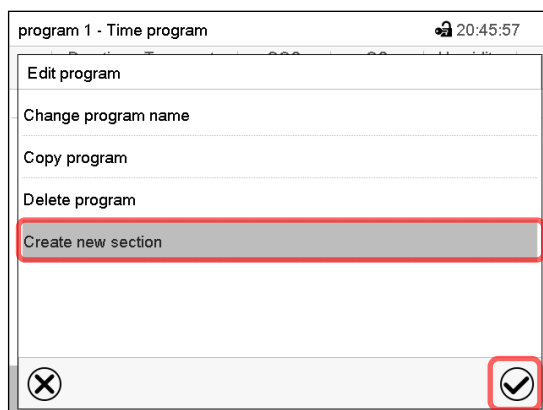 program 1 - Time program 20:45:57
Edit program
Change program name
Copy program
Delete program
Create new section